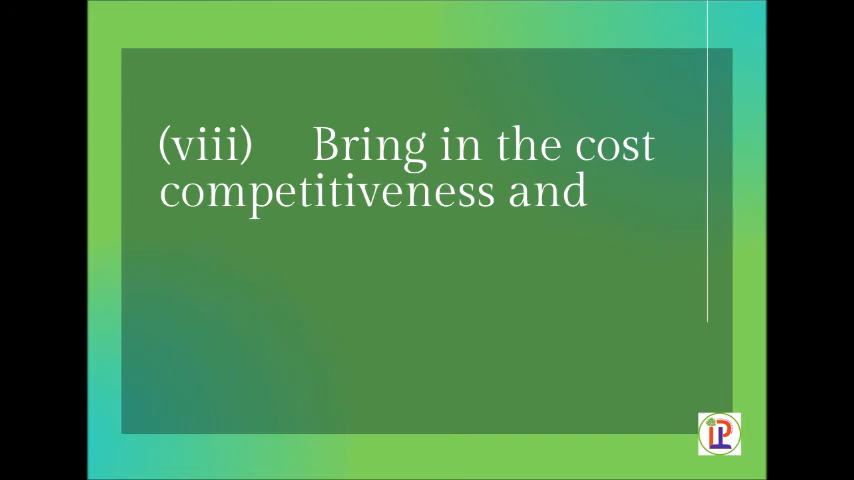 (viii) Bring in the cost
competitiveness and